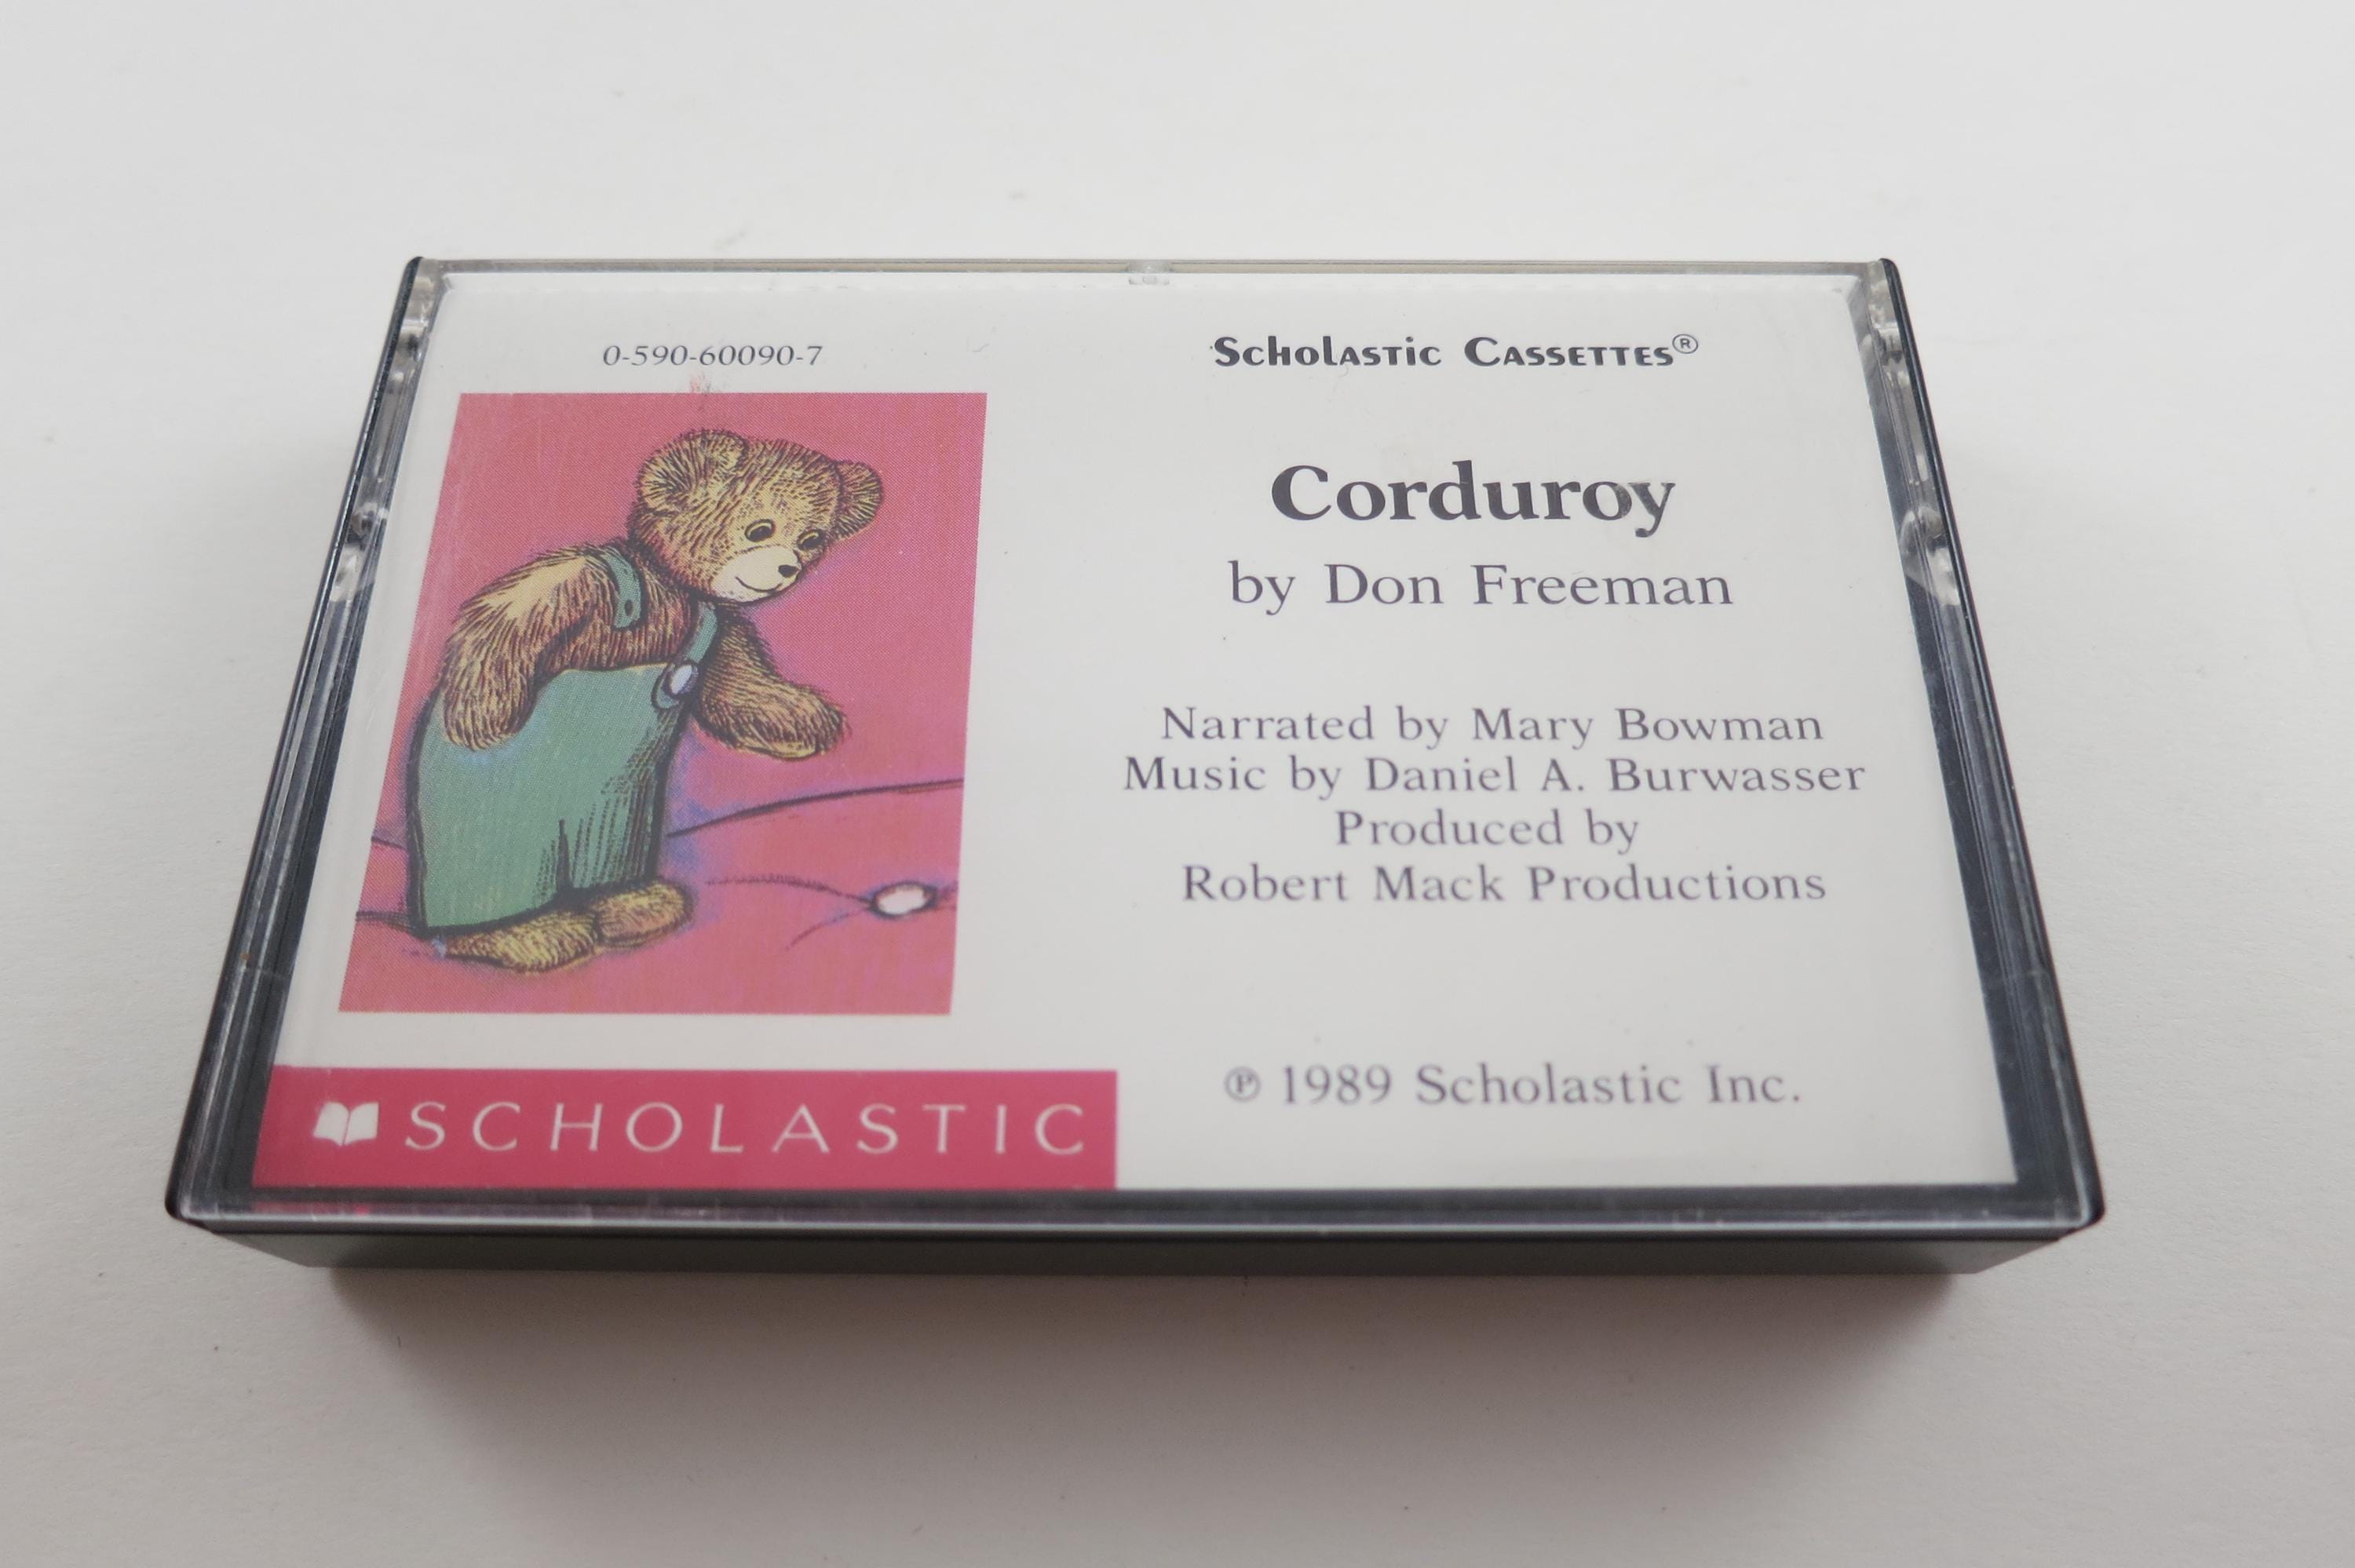 0-590-60090-7
SCHOLASTIC
Scholastic Cassettes®
Corduroy
by Don Freeman
Narrated by Mary Bowman
Music by Daniel A. Burwasser
Produced by
Robert Mack Productions
℗ 1989 Scholastic Inc.